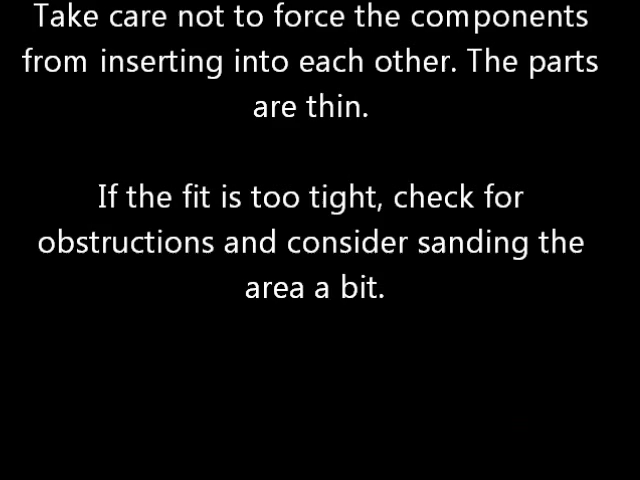 Take care not to force the components
from inserting into each other. The parts
are thin.
If the fit is too tight, check for
obstructions and consider sanding the
area a bit.